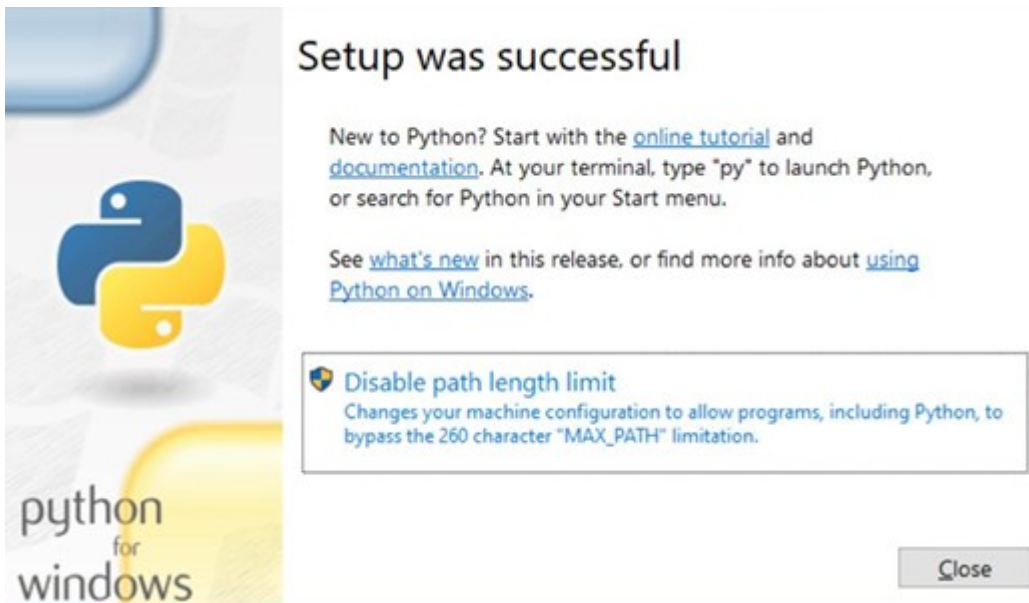 Setup was successful
New to Python? Start with the online tutorial and
documentation. At your terminal, type "py" to launch Python,
or search for Python in your Start menu.
See what's new in this release, or find more info about using
Python on Windows.
Disable path length limit
Changes your machine configuration to allow programs, including Python, to
bypass the 260 character "MAX_PATH" limitation.
python
for
windows
Close